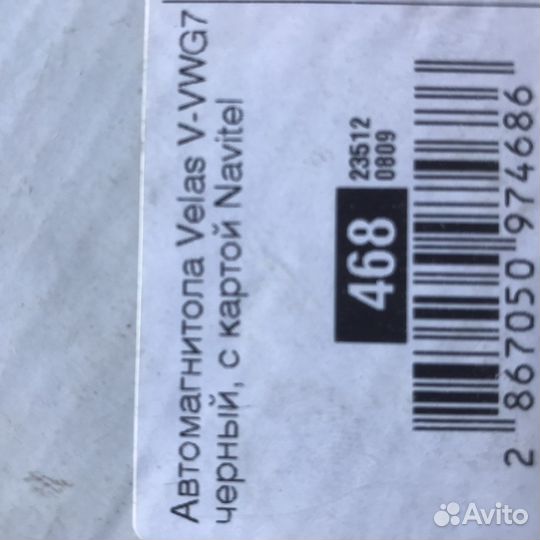 Автомагнитола Velas V-VWG7
черный, с картой Navitel
468
23512
0809
2 867050 974686
Avito